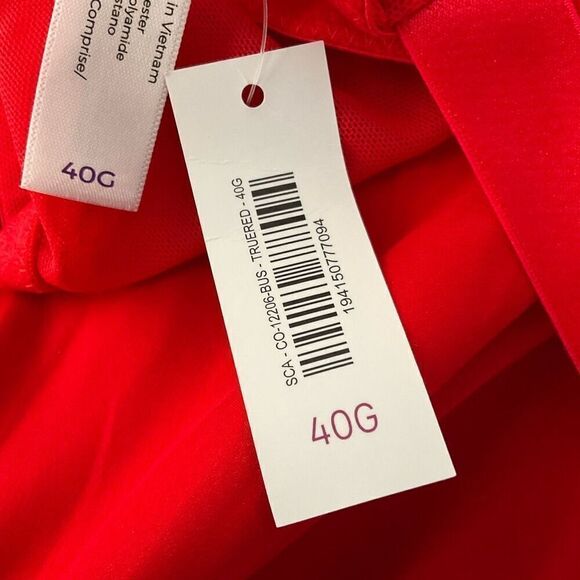 in Vietnam
ester
olyamide
stano
Comprise/
40G
SCA - CO-12206-BUS - TRUERED - 40G
194150777094
40G